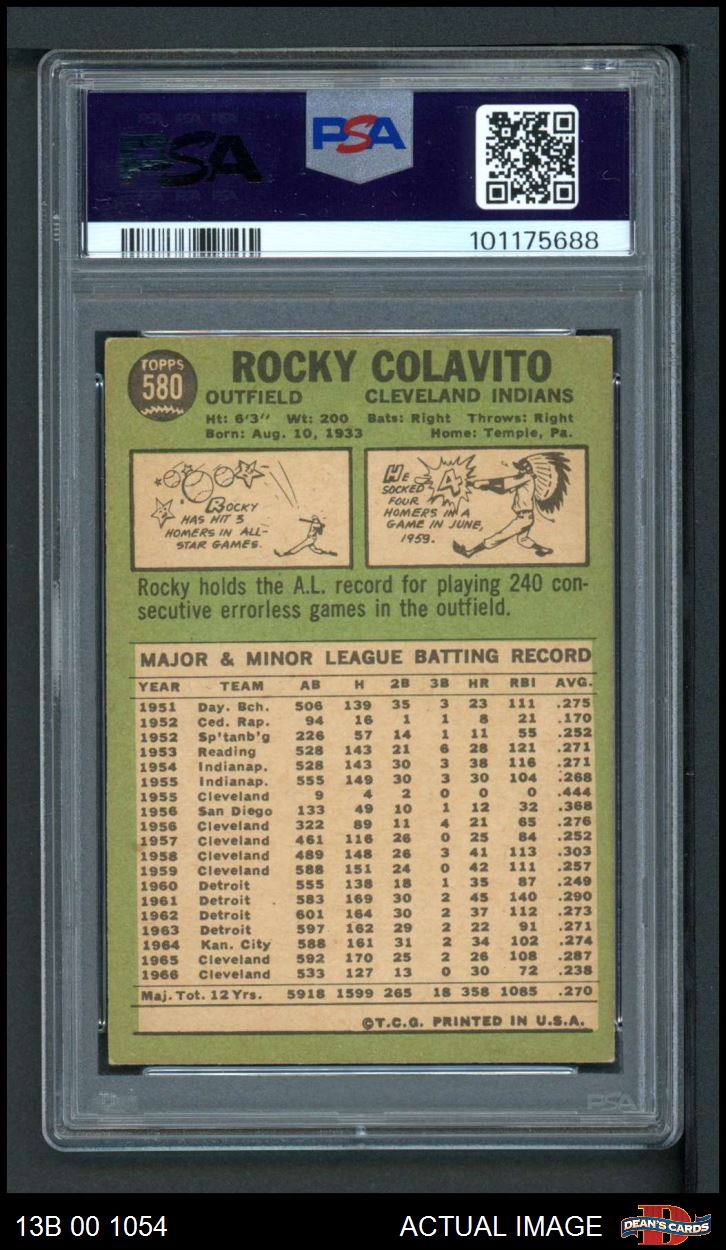 PSA
PSA
101175688
TOPPS
580
ROCKY COLAVITO
OUTFIELD CLEVELAND INDIANS
Ht: 6'3" Wt: 200 Bats: Right Throws: Right
Born: Aug. 10, 1933 Home: Temple, Pa.
ROCKY
HAS HIT 3
HOMERS IN ALL-
STAR GAMES.
HE
SOCKED 4
FOUR
HOMERS IN A
GAME IN JUNE,
1959.
Rocky holds the A.L. record for playing 240 con-
secutive errorless games in the outfield.
MAJOR & MINOR LEAGUE BATTING RECORD
YEAR TEAM AB H 2B 3B HR RBI AVG.
1951 Day. Bch. 506 139 35 3 23 111 .275
1952 Ced. Rap. 94 16 1 1 8 21 .170
1952 Sp'tanb'g 226 57 14 1 11 55 .252
1953 Reading 528 143 21 6 28 121 .271
1954 Indianap. 528 143 30 3 38 116 .271
1955 Indianap. 555 149 30 3 30 104 .268
1955 Cleveland 9 4 2 0 0 0 .444
1956 San Diego 133 49 10 1 12 32 .368
1956 Cleveland 322 89 11 4 21 65 .276
1957 Cleveland 461 116 26 0 25 84 .252
1958 Cleveland 489 148 26 3 41 113 .303
1959 Cleveland 588 151 24 0 42 111 .257
1960 Detroit 555 138 18 1 35 87 .249
1961 Detroit 583 169 30 2 45 140 .290
1962 Detroit 601 164 30 2 37 112 .273
1963 Detroit 597 162 29 2 22 91 .271
1964 Kan. City 588 161 31 2 34 102 .274
1965 Cleveland 592 170 25 2 26 108 .287
1966 Cleveland 533 127 13 0 30 72 .238
Maj. Tot. 12 Yrs. 5918 1599 265 18 358 1085 .270
©T.C.G. PRINTED IN U.S.A.
PSA
13B 00 1054 ACTUAL IMAGE DEAN'S CARDS